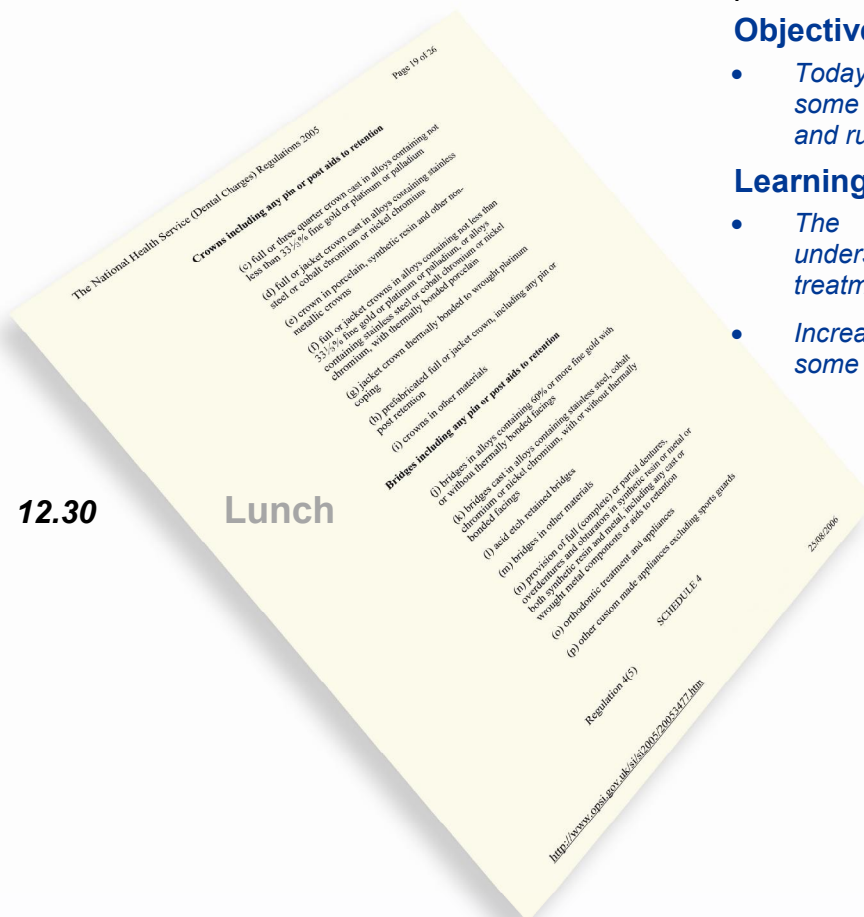 The National Health Service (Dental Charges) Regulations 2005
Page 19 of 26
Crowns including any pin or post aids to retention
(c) full or three quarter crown cast in alloys containing not
less than 33⅓% fine gold or platinum or palladium
(d) full or jacket crown cast in alloys containing stainless
steel or cobalt chromium or nickel chromium
(e) crown in porcelain, synthetic resin and other non-
metallic crowns
(f) full or jacket crowns in alloys containing not less than
33⅓% fine gold or platinum or palladium, or alloys
containing stainless steel or cobalt chromium or nickel
chromium, with thermally bonded porcelain
(g) jacket crown thermally bonded to wrought platinum
coping
(h) prefabricated full or jacket crown, including any pin or
post retention
(i) crowns in other materials
Bridges including any pin or post aids to retention
(j) bridges in alloys containing 60% or more fine gold with
or without thermally bonded facings
(k) bridges cast in alloys containing stainless steel, cobalt
chromium or nickel chromium, with or without thermally
bonded facings
(l) acid etch retained bridges
(m) bridges in other materials
(n) provision of full (complete) or partial dentures,
overdentures and obturators in synthetic resin or metal or
both synthetic resin and metal, including any cast or
wrought metal components or aids to retention
(o) orthodontic treatment and appliances
(p) other custom made appliances excluding sports guards
SCHEDULE 4
Regulation 4(5)
http://www.opsi.gov.uk/si/si2005/20053477.htm
25/08/2006
12.30 Lunch
Objective
• Today
some
and ru
Learning
• The
unders
treatm
• Increa
some